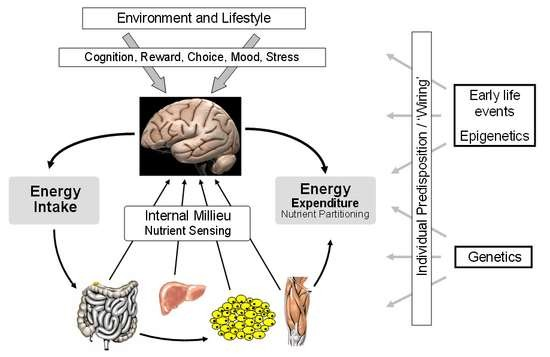 Environment and Lifestyle
Cognition, Reward, Choice, Mood, Stress
Energy
Intake
Internal Millieu
Nutrient Sensing
Energy
Expenditure
Nutrient Partitioning
Individual Predisposition / 'Wiring'
Early life
events
Epigenetics
Genetics